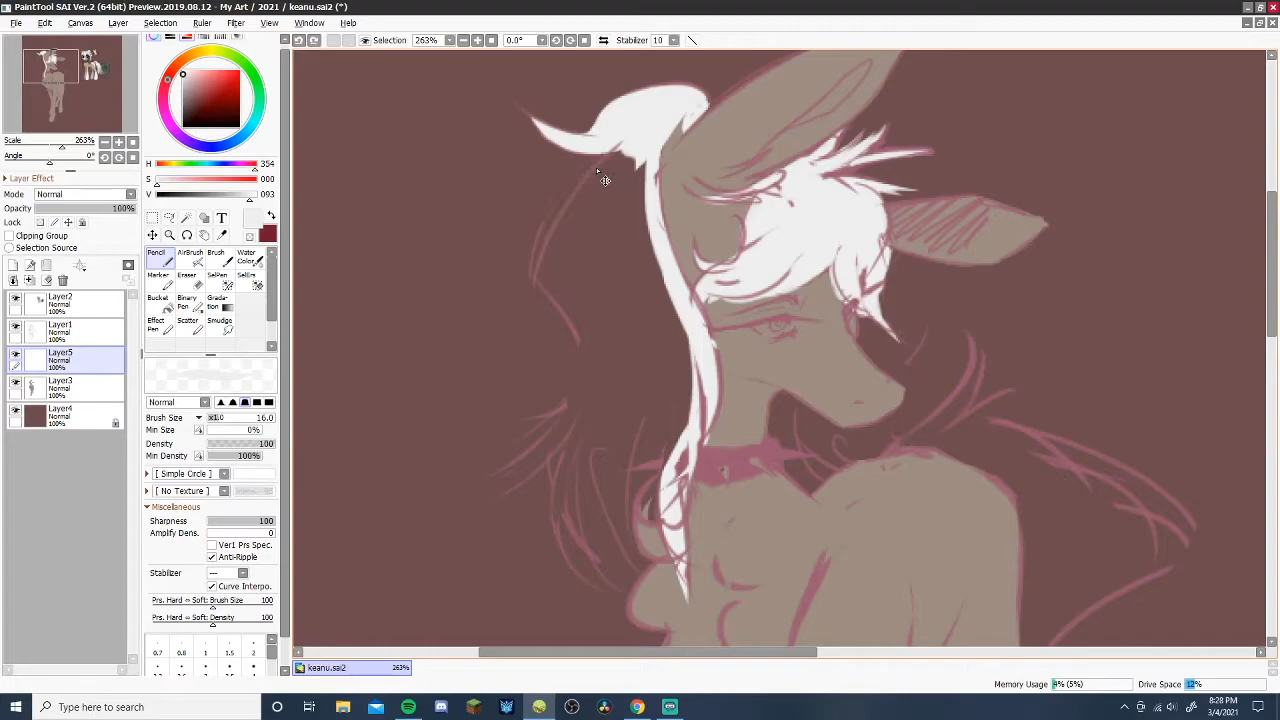 PaintTool SAI Ver.2 (64bit) Preview.2019.08.12 - My Art / 2021 / keanu.sai2 (*)
File Edit Canvas Layer Selection Ruler Filter View Window Help
Selection 263% 0.0° Stabilizer 10
Scale 263%
Angle 0°
Layer Effect
Mode Normal
Opacity 100%
Lock
Clipping Group
Selection Source
Layer2
Normal
100%
Layer1
Normal
100%
Layer5
Normal
100%
Layer3
Normal
100%
Layer4
Normal
100%
H 354
S 000
V 093
T
Pencil AirBrush Brush Water Color
Marker Eraser SelPen SelErs
Bucket Binary Pen Grada-tion
Effect Pen Scatter Smudge
Normal
Brush Size x1.0 16.0
Min Size 0%
Density 100
Min Density 100%
[ Simple Circle ]
[ No Texture ]
Miscellaneous
Sharpness 100
Amplify Dens. 0
Ver1 Prs Spec.
Anti-Ripple
Stabilizer ---
Curve Interpo.
Prs. Hard ⇔ Soft: Brush Size 100
Prs. Hard ⇔ Soft: Density 100
0.7 0.8 1 1.5 2
keanu.sai2 263%
Memory Usage (5%) Drive Space 12%
Type here to search
8:28 PM
3/4/2021